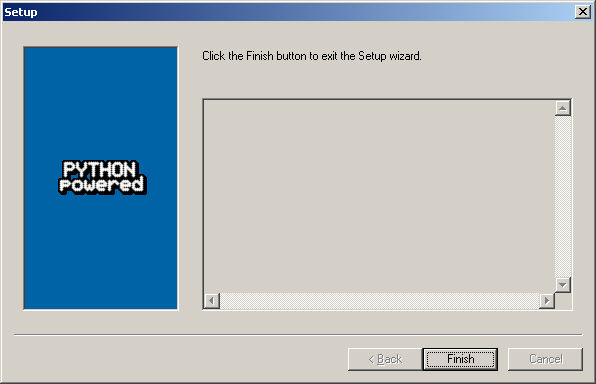 Setup
Click the Finish button to exit the Setup wizard.
PYTHON
powered
< Back
Finish
Cancel